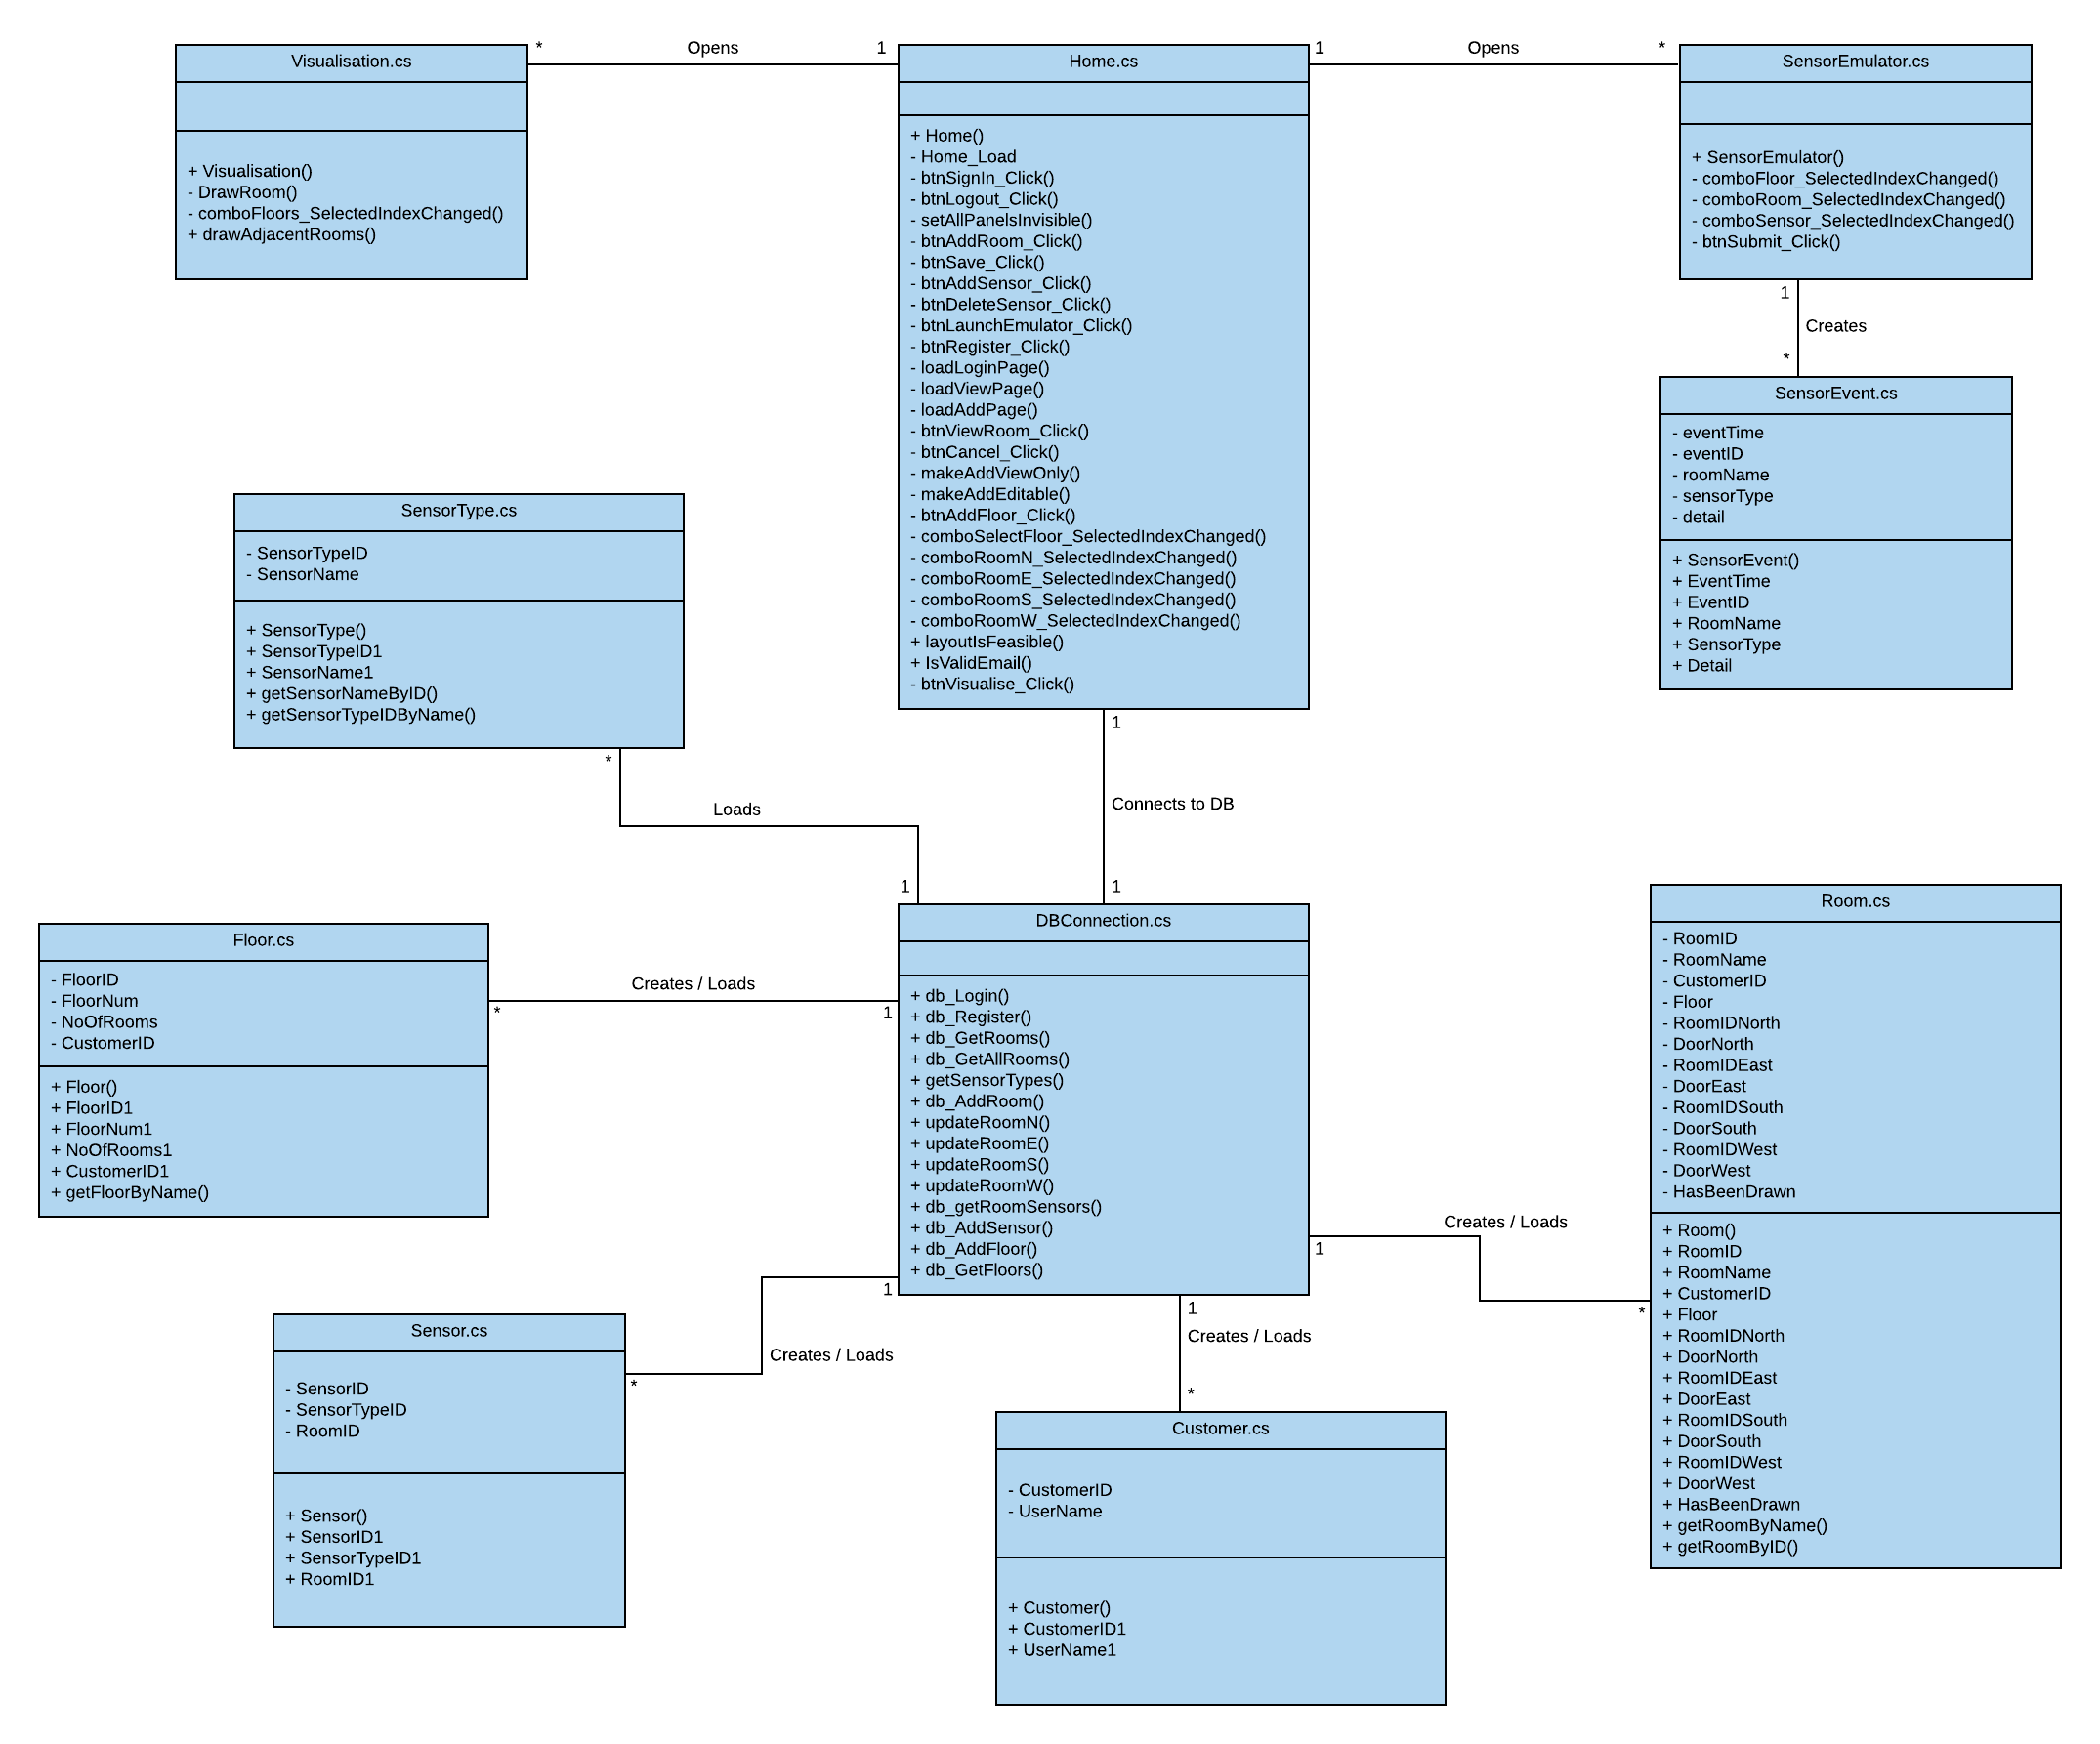 Visualisation.cs
+ Visualisation()
- DrawRoom()
- comboFloors_SelectedIndexChanged()
+ drawAdjacentRooms()
*
Opens
1
Home.cs
+ Home()
- Home_Load
- btnSignIn_Click()
- btnLogout_Click()
- setAllPanelsInvisible()
- btnAddRoom_Click()
- btnSave_Click()
- btnAddSensor_Click()
- btnDeleteSensor_Click()
- btnLaunchEmulator_Click()
- btnRegister_Click()
- loadLoginPage()
- loadViewPage()
- loadAddPage()
- btnViewRoom_Click()
- btnCancel_Click()
- makeAddViewOnly()
- makeAddEditable()
- btnAddFloor_Click()
- comboSelectFloor_SelectedIndexChanged()
- comboRoomN_SelectedIndexChanged()
- comboRoomE_SelectedIndexChanged()
- comboRoomS_SelectedIndexChanged()
- comboRoomW_SelectedIndexChanged()
+ layoutIsFeasible()
+ IsValidEmail()
- btnVisualise_Click()
1
Opens
*
SensorEmulator.cs
+ SensorEmulator()
- comboFloor_SelectedIndexChanged()
- comboRoom_SelectedIndexChanged()
- comboSensor_SelectedIndexChanged()
- btnSubmit_Click()
1
Creates
*
SensorEvent.cs
- eventTime
- eventID
- roomName
- sensorType
- detail
+ SensorEvent()
+ EventTime
+ EventID
+ RoomName
+ SensorType
+ Detail
SensorType.cs
- SensorTypeID
- SensorName
+ SensorType()
+ SensorTypeID1
+ SensorName1
+ getSensorNameByID()
+ getSensorTypeIDByName()
*
Loads
1
1
Connects to DB
1
DBConnection.cs
+ db_Login()
+ db_Register()
+ db_GetRooms()
+ db_GetAllRooms()
+ getSensorTypes()
+ db_AddRoom()
+ updateRoomN()
+ updateRoomE()
+ updateRoomS()
+ updateRoomW()
+ db_getRoomSensors()
+ db_AddSensor()
+ db_AddFloor()
+ db_GetFloors()
Floor.cs
- FloorID
- FloorNum
- NoOfRooms
- CustomerID
+ Floor()
+ FloorID1
+ FloorNum1
+ NoOfRooms1
+ CustomerID1
+ getFloorByName()
*
Creates / Loads
1
Room.cs
- RoomID
- RoomName
- CustomerID
- Floor
- RoomIDNorth
- DoorNorth
- RoomIDEast
- DoorEast
- RoomIDSouth
- DoorSouth
- RoomIDWest
- DoorWest
- HasBeenDrawn
+ Room()
+ RoomID
+ RoomName
+ CustomerID
+ Floor
+ RoomIDNorth
+ DoorNorth
+ RoomIDEast
+ DoorEast
+ RoomIDSouth
+ DoorSouth
+ RoomIDWest
+ DoorWest
+ HasBeenDrawn
+ getRoomByName()
+ getRoomByID()
Creates / Loads
1
*
Sensor.cs
- SensorID
- SensorTypeID
- RoomID
+ Sensor()
+ SensorID1
+ SensorTypeID1
+ RoomID1
1
Creates / Loads
*
1
Creates / Loads
*
Customer.cs
- CustomerID
- UserName
+ Customer()
+ CustomerID1
+ UserName1